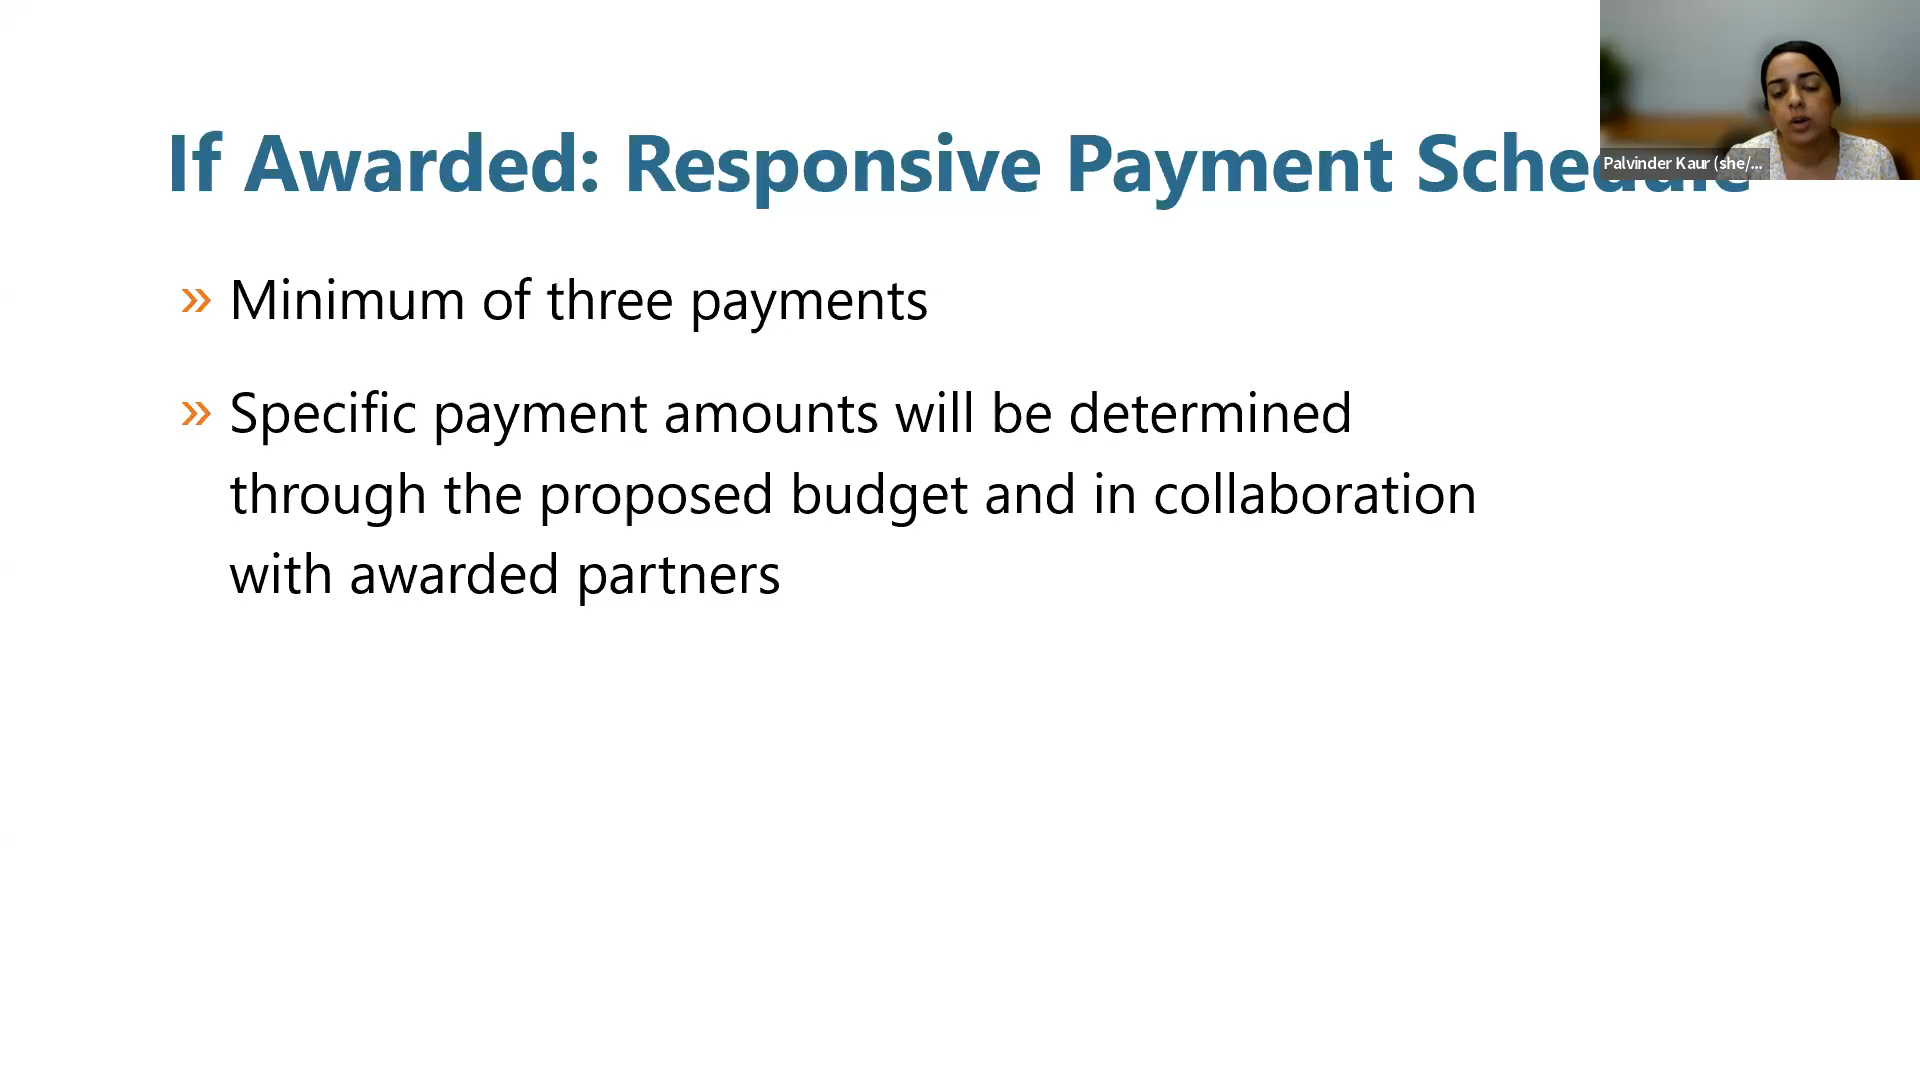 If Awarded: Responsive Payment Schedule
» Minimum of three payments
» Specific payment amounts will be determined
through the proposed budget and in collaboration
with awarded partners
Palvinder Kaur (she/...